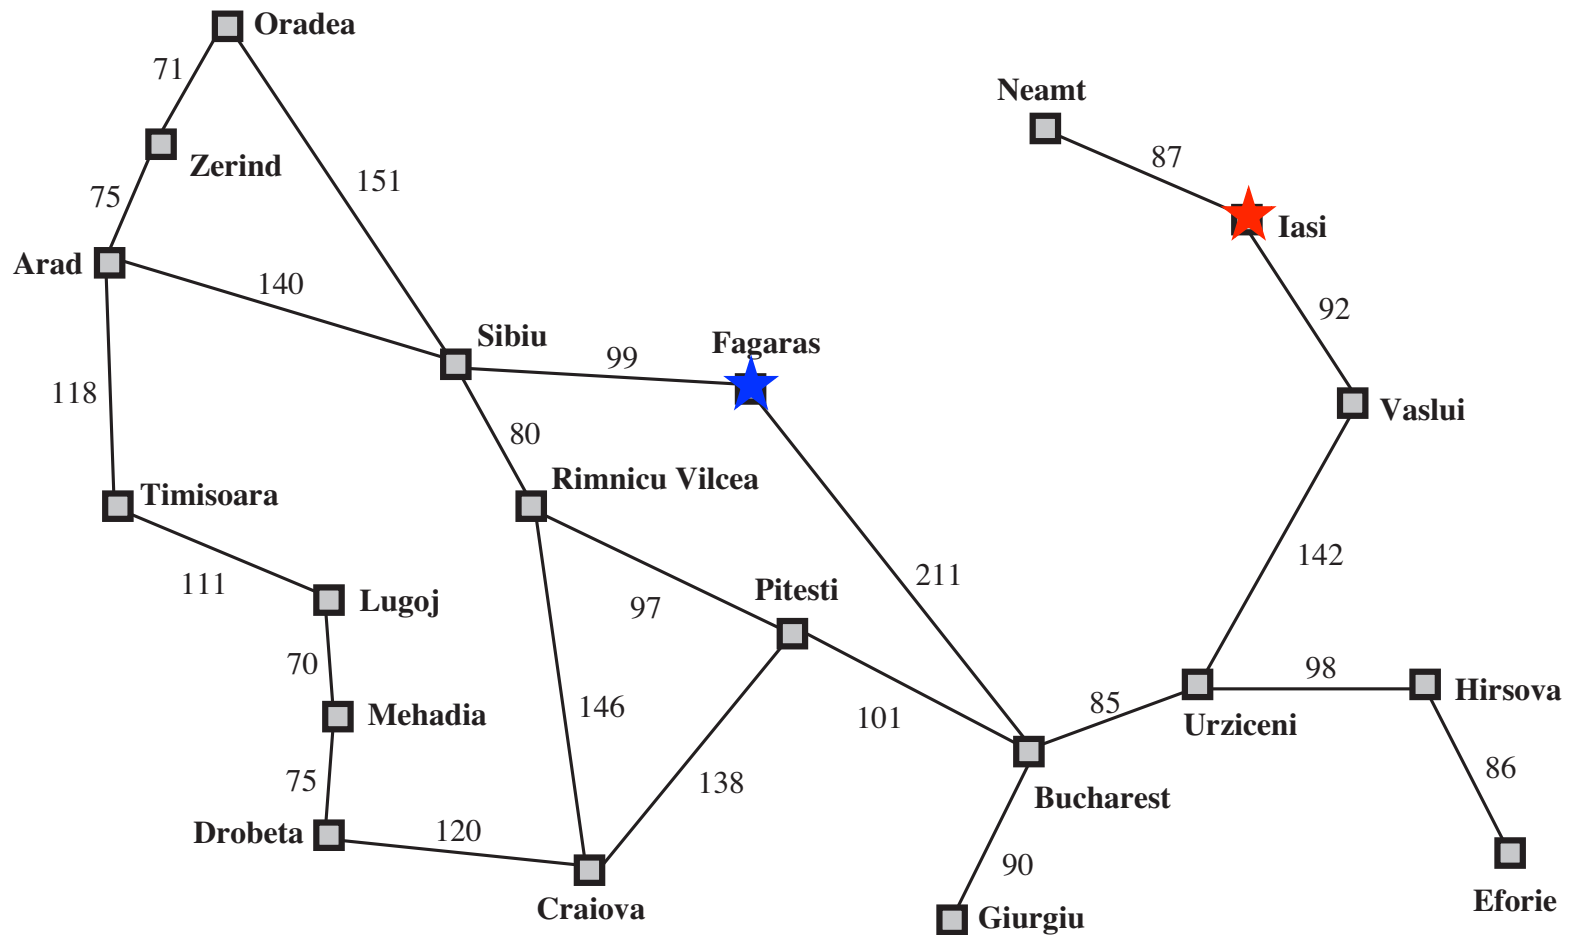 Oradea
71
Neamt
87
Zerind
151
75
Iasi
Arad
140
92
Sibiu
99
Fagaras
118
Vaslui
80
Rimnicu Vilcea
Timisoara
142
211
111
Pitesti
Lugoj
97
70
98
Hirsova
146
85
Mehadia
101
Urziceni
86
75
138
Bucharest
Drobeta
120
90
Eforie
Craiova
Giurgiu